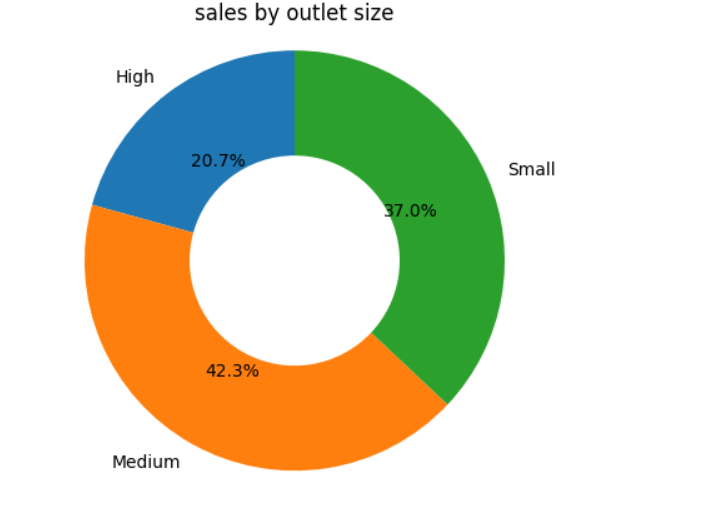 sales by outlet size
High
20.7%
Small
37.0%
42.3%
Medium